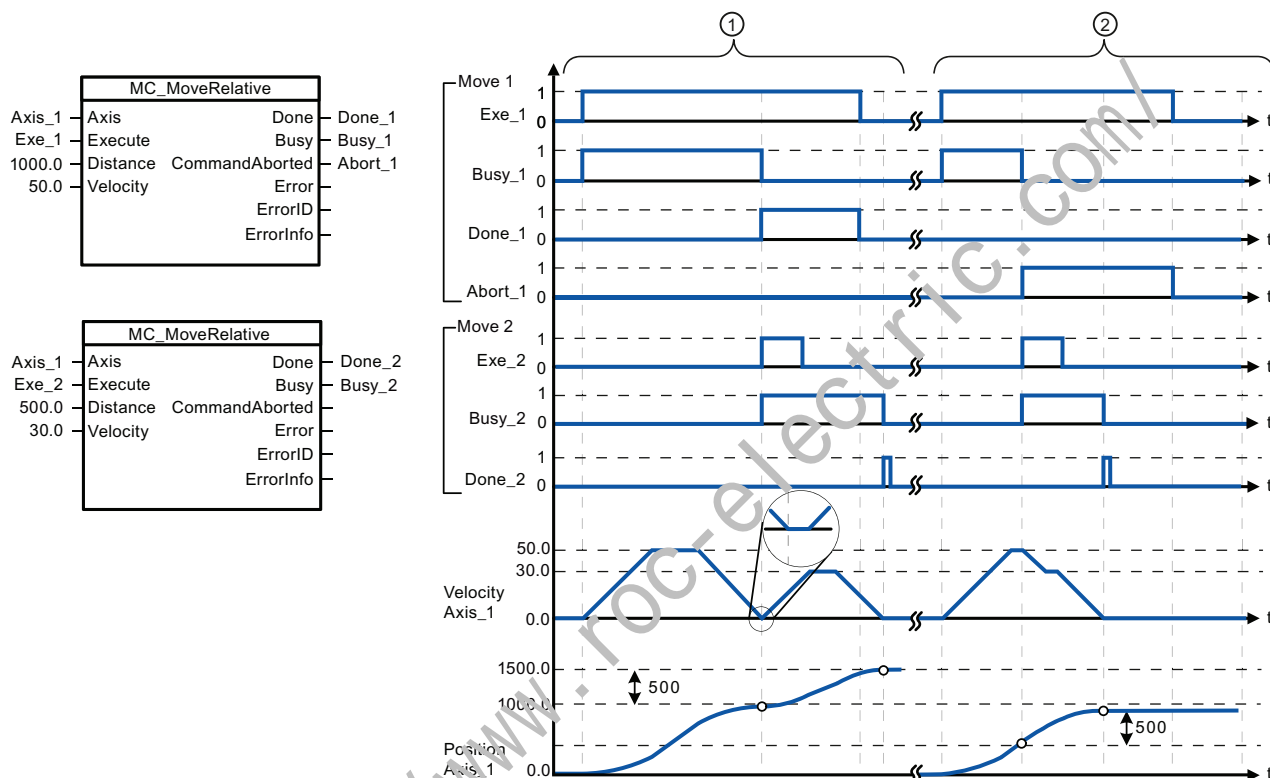 ① ②
MC_MoveRelative
Axis_1 Axis Done Done_1
Exe_1 Execute Busy Busy_1
1000.0 Distance CommandAborted Abort_1
50.0 Velocity Error
ErrorID
ErrorInfo
MC_MoveRelative
Axis_1 Axis Done Done_2
Exe_2 Execute Busy Busy_2
500.0 Distance CommandAborted
30.0 Velocity Error
ErrorID
ErrorInfo
Move 1
1
Exe_1 0 t
1
Busy_1 0 t
1
Done_1 0 t
1
Abort_1 0 t
Move 2
1
Exe_2 0 t
1
Busy_2 0 t
1
Done_2 0 t
50.0
30.0
Velocity
Axis_1 0.0 t
1500.0
500
1000.0
500
Position
Axis_1 0.0 t
www.roc-electric.com/